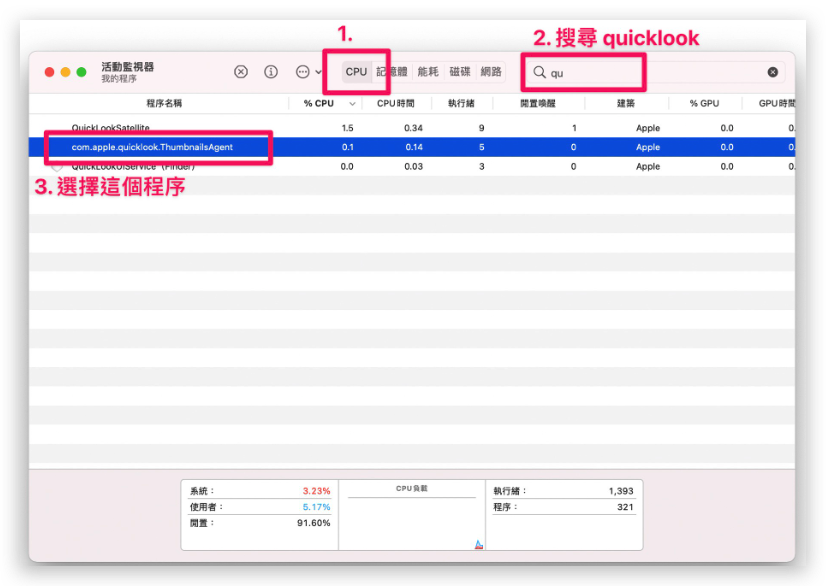 1.
2. 搜尋 quicklook
活動監視器
我的程序
CPU 記憶體 能耗 磁碟 網路
qu
程序名稱 % CPU CPU時間 執行緒 閒置喚醒 建築 % GPU GPU時間
QuickLookSatellite 1.5 0.34 9 1 Apple 0.0 0.
com.apple.quicklook.ThumbnailsAgent 0.1 0.14 5 0 Apple 0.0 0.
QuickLookUIService (Finder) 0.0 0.03 3 0 Apple 0.0 0.
3. 選擇這個程序
系統： 3.23% CPU負載 執行緒： 1,393
使用者： 5.17% 程序： 321
閒置： 91.60%